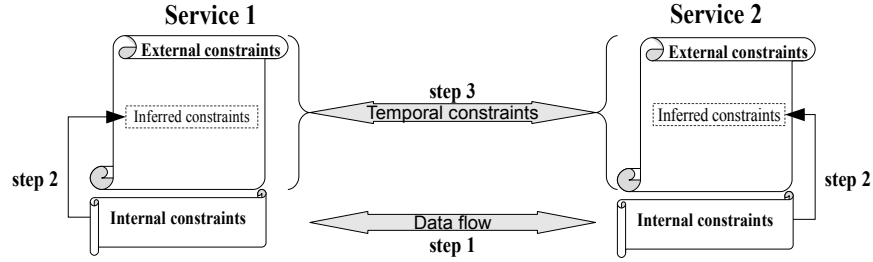 Service 1
Service 2
External constraints
External constraints
step 3
Inferred constraints
Temporal constraints
Inferred constraints
step 2
step 2
Internal constraints
Data flow
Internal constraints
step 1